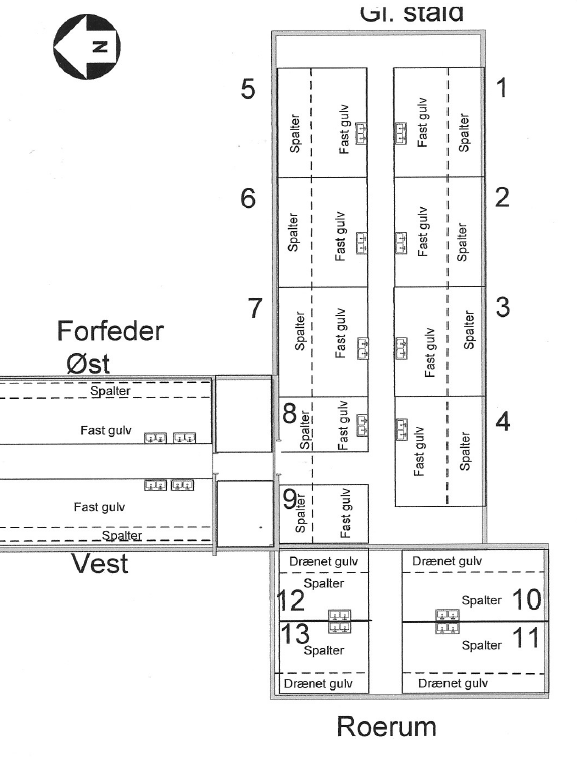 Gl. stald
N
5
Spalter
Fast gulv
Fast gulv
Spalter
1
6
Spalter
Fast gulv
Fast gulv
Spalter
2
7
Spalter
Fast gulv
Fast gulv
Spalter
3
Forfeder
Øst
Spalter
Fast gulv
8
Spalter
Fast gulv
Fast gulv
Spalter
4
Fast gulv
Spalter
Vest
9
Spalter
Fast gulv
Drænet gulv
Spalter
12
Drænet gulv
Spalter
10
13
Spalter
Drænet gulv
Spalter
11
Drænet gulv
Roerum